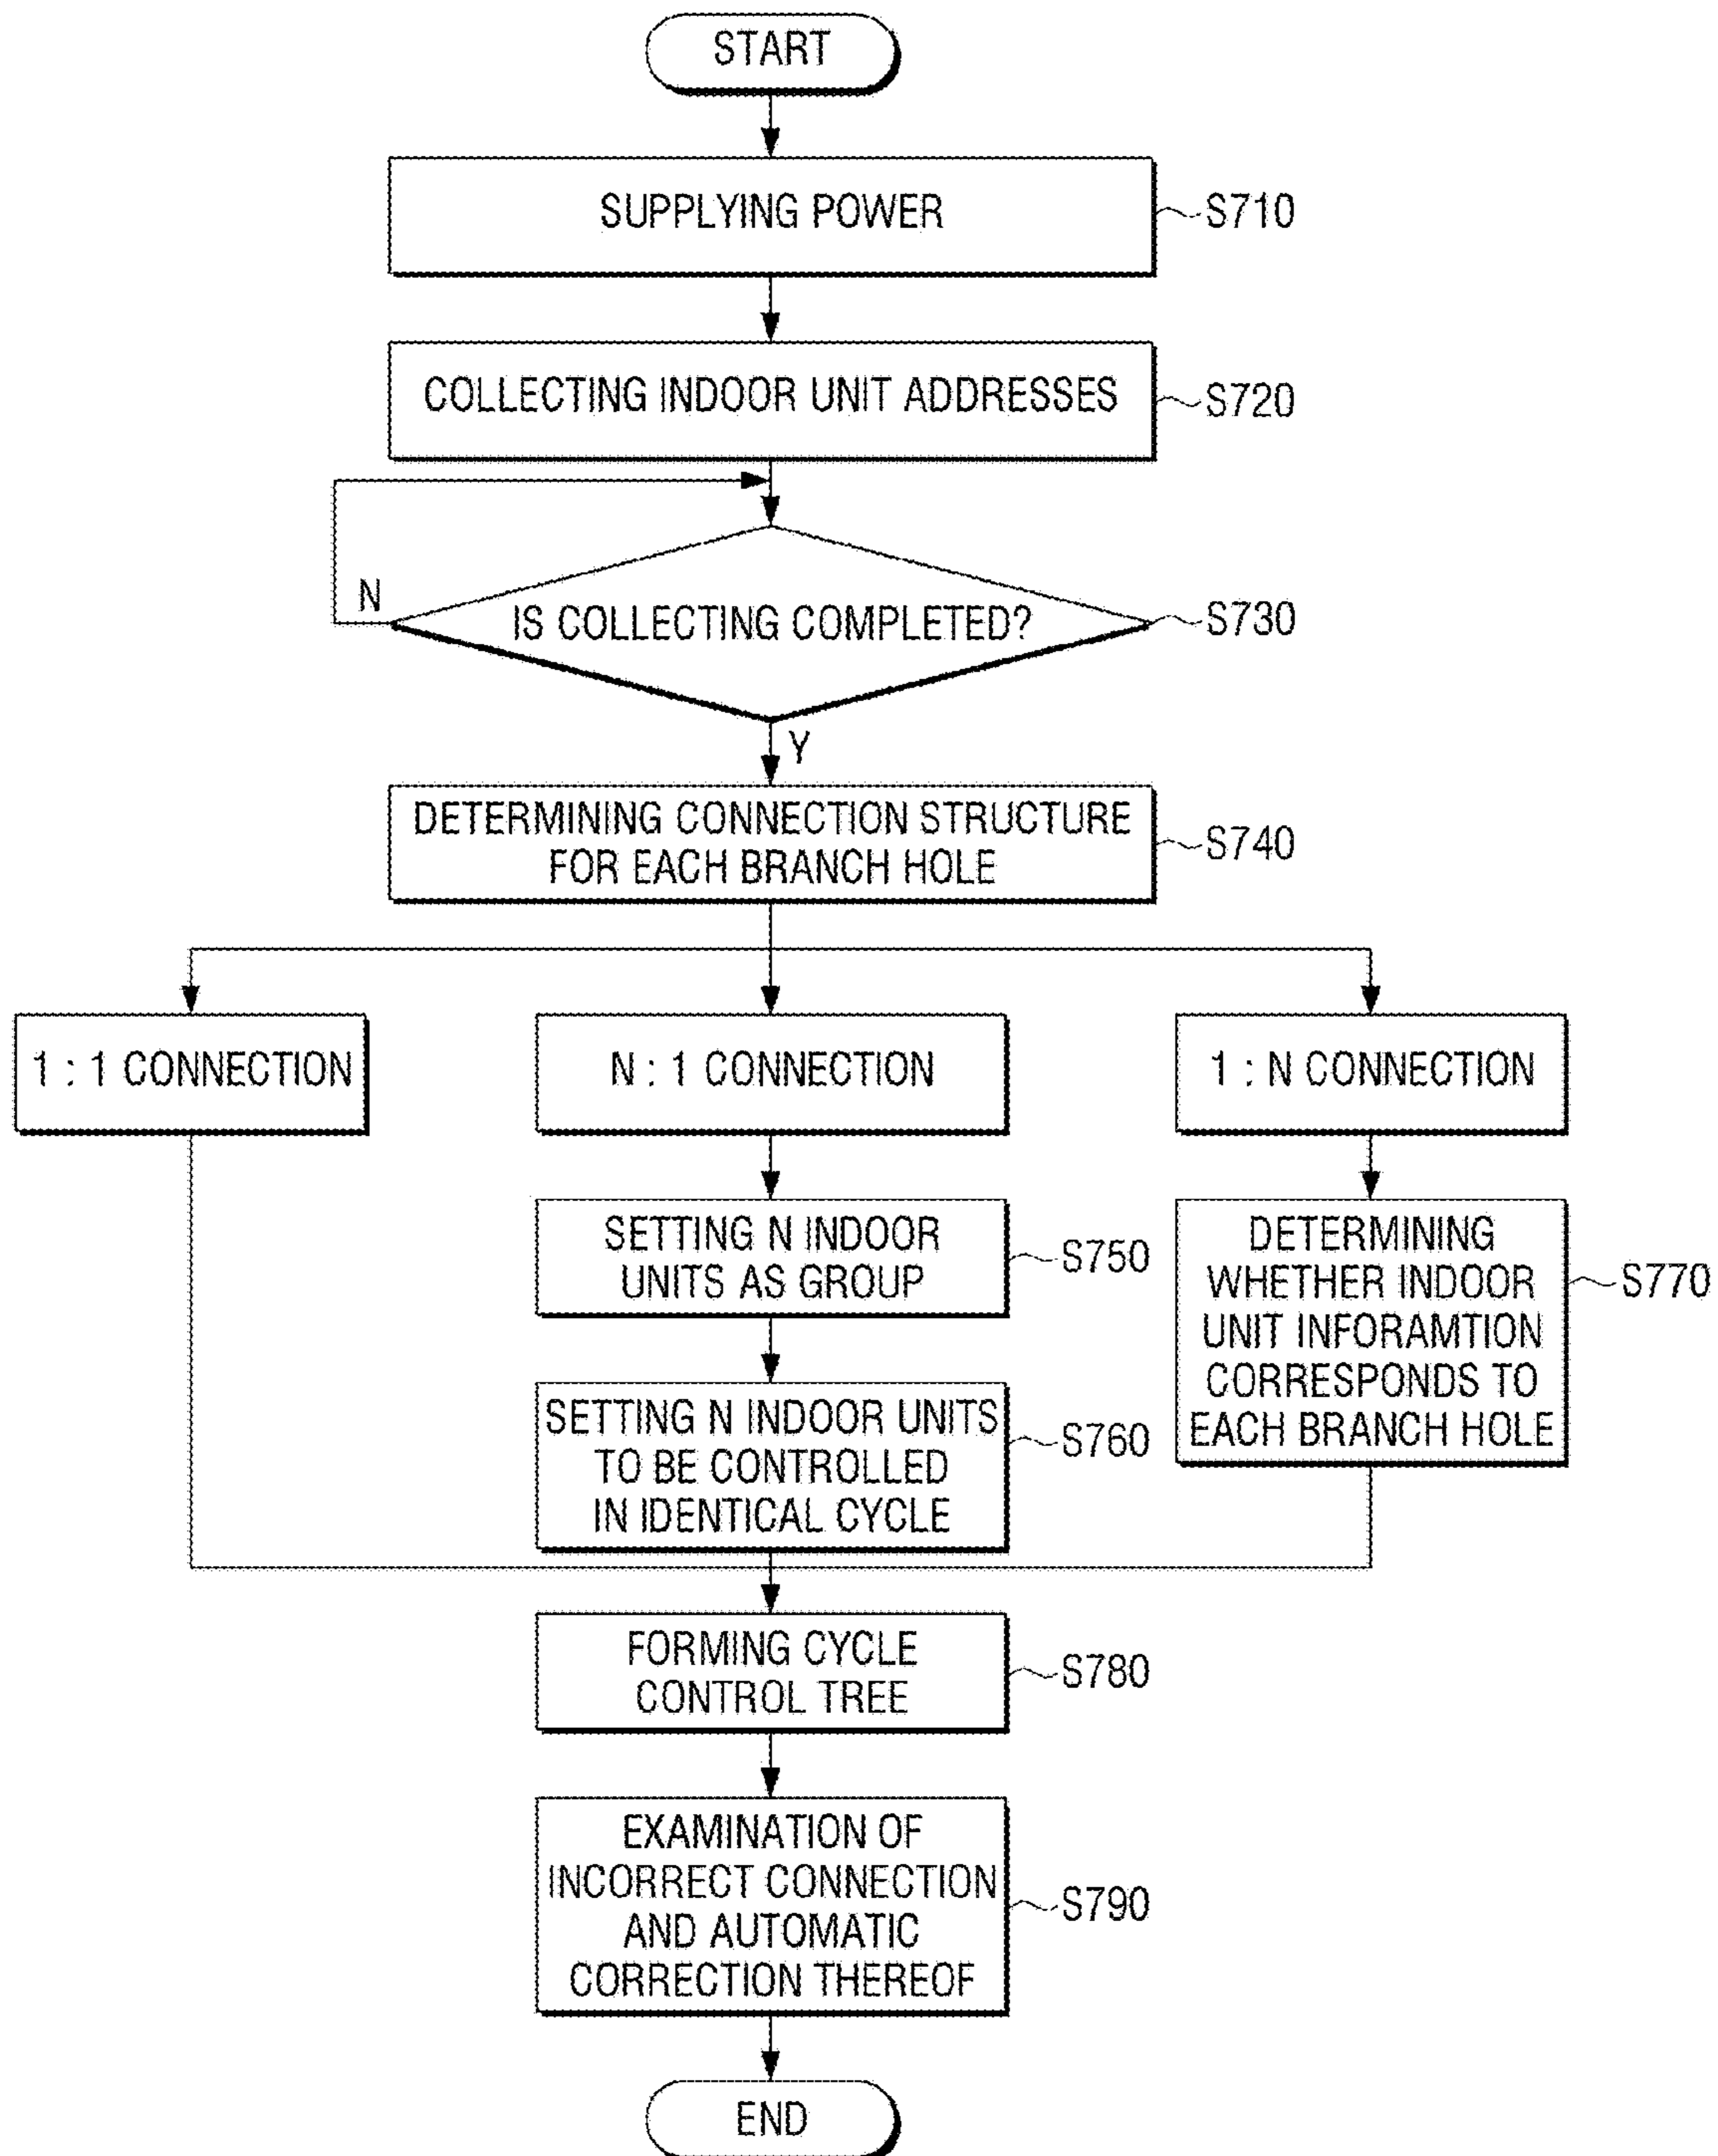 START
SUPPLYING POWER
S710
COLLECTING INDOOR UNIT ADDRESSES
S720
N
IS COLLECTING COMPLETED?
S730
Y
DETERMINING CONNECTION STRUCTURE
FOR EACH BRANCH HOLE
S740
1 : 1 CONNECTION
N : 1 CONNECTION
1 : N CONNECTION
SETTING N INDOOR
UNITS AS GROUP
S750
SETTING N INDOOR UNITS
TO BE CONTROLLED
IN IDENTICAL CYCLE
S760
DETERMINING
WHETHER INDOOR
UNIT INFORAMTION
CORRESPONDS TO
EACH BRANCH HOLE
S770
FORMING CYCLE
CONTROL TREE
S780
EXAMINATION OF
INCORRECT CONNECTION
AND AUTOMATIC
CORRECTION THEREOF
S790
END